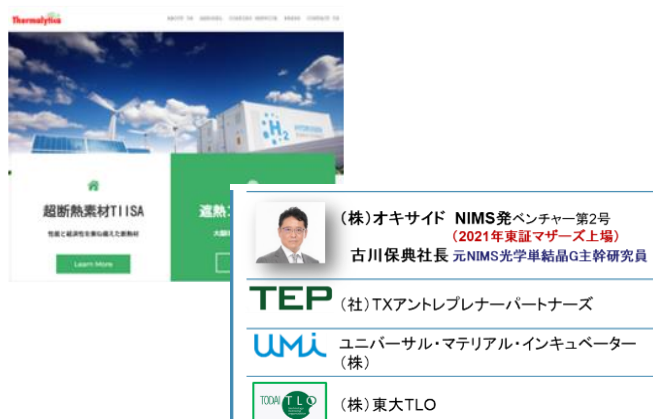 Thermalytica
ABOUT US
H2
HYDROGEN
超断熱素材TIISA
性能と経済性を兼ね備えた断熱材
Learn More
遮熱
(株)オキサイド NIMS発ベンチャー第2号
(2021年東証マザーズ上場)
古川保典社長 元NIMS光学単結晶G主幹研究員
TEP (社)TXアントレプレナーパートナーズ
UMI ユニバーサル・マテリアル・インキュベーター
(株)
TODAI TLO (株)東大TLO